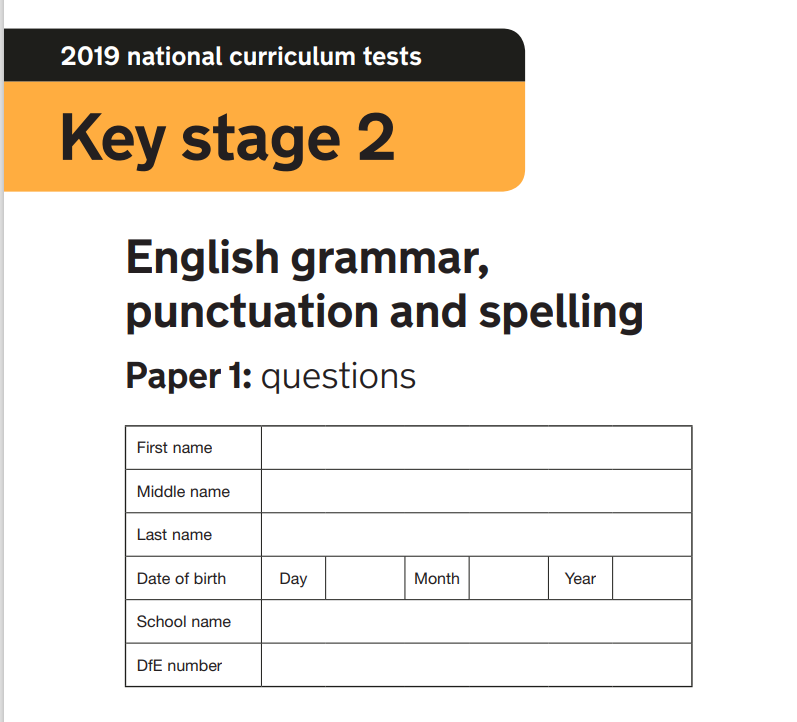 2019 national curriculum tests
Key stage 2
English grammar,
punctuation and spelling
Paper 1: questions
First name
Middle name
Last name
Date of birth Day Month Year
School name
DfE number